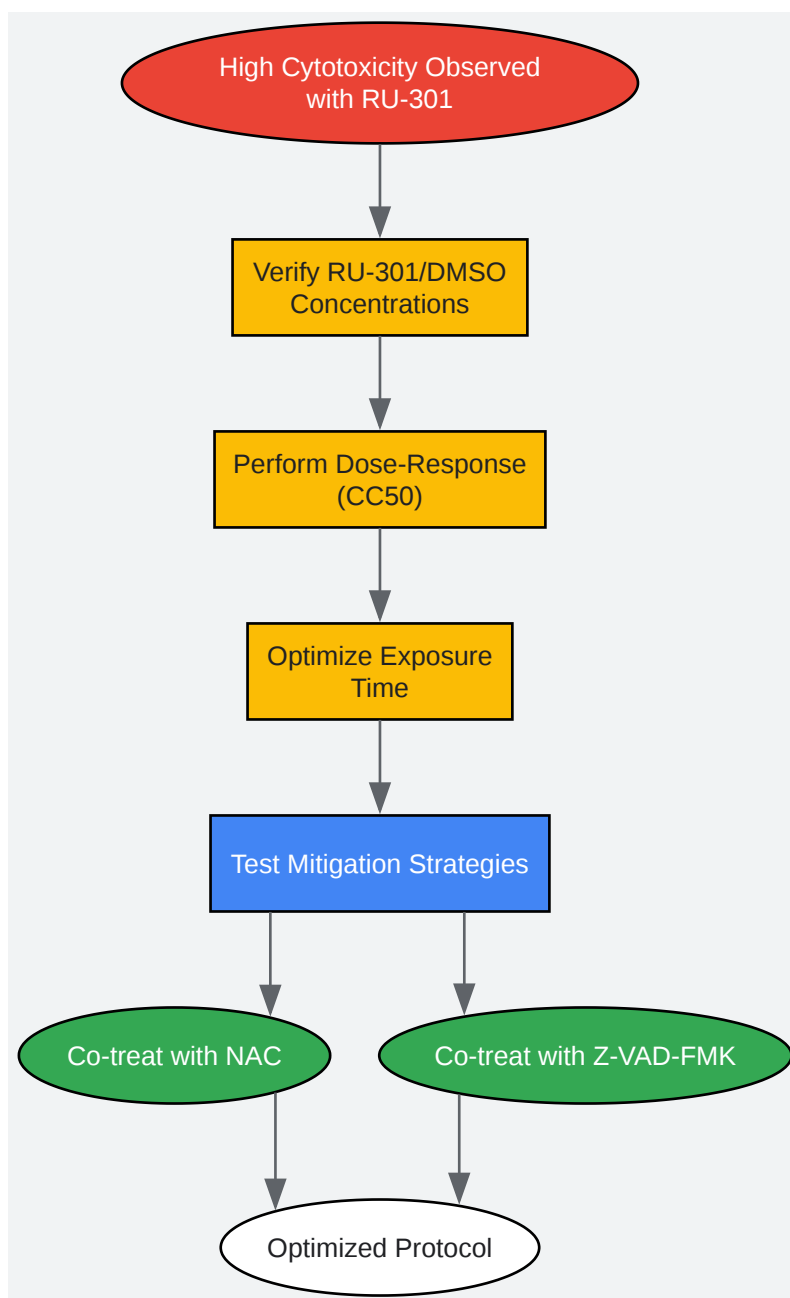 High Cytotoxicity Observed
with RU-301
Verify RU-301/DMSO
Concentrations
Perform Dose-Response
(CC50)
Optimize Exposure
Time
Test Mitigation Strategies
Co-treat with NAC
Co-treat with Z-VAD-FMK
Optimized Protocol